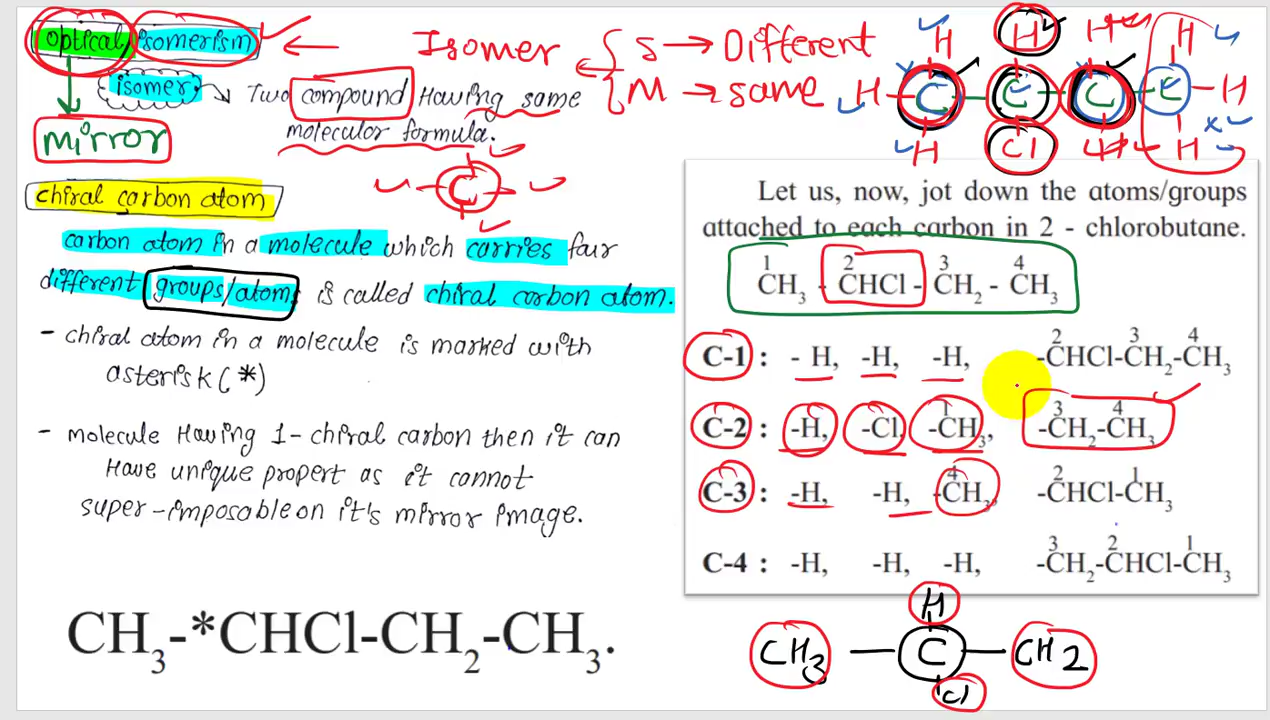 optical isomerism
Isomer { S → Different
M → same
isomer → Two compound Having same
molecular formula.
mirror
C
H H H H
H C C C C H
H Cl H H
chiral carbon atom
carbon atom in a molecule which carries four
different groups/atom is called chiral carbon atom.
- chiral atom in a molecule is marked with
asterisk (*)
- molecule Having 1-chiral carbon then it can
Have unique propert as it cannot
super-imposable on it's mirror image.
CH3-*CHCl-CH2-CH3.
Let us, now, jot down the atoms/groups
attached to each carbon in 2 - chlorobutane.
1 2 3 4
CH3 - CHCl - CH2 - CH3
2 3 4
C-1 : - H, -H, -H, -CHCl-CH2-CH3
1 3 4
C-2 : -H, -Cl, -CH3, -CH2-CH3
4 2 1
C-3 : -H, -H, -CH3, -CHCl-CH3
3 2 1
C-4 : -H, -H, -H, -CH2-CHCl-CH3
H
CH3 — C — CH2
Cl